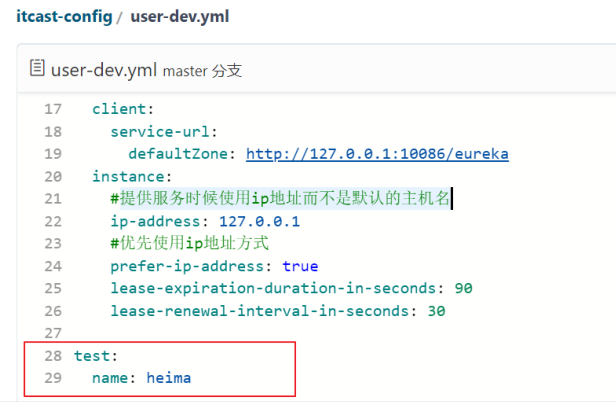 itcast-config / user-dev.yml
user-dev.yml master 分支
17 client:
18 service-url:
19 defaultZone: http://127.0.0.1:10086/eureka
20 instance:
21 #提供服务时候使用ip地址而不是默认的主机名
22 ip-address: 127.0.0.1
23 #优先使用ip地址方式
24 prefer-ip-address: true
25 lease-expiration-duration-in-seconds: 90
26 lease-renewal-interval-in-seconds: 30
27
28 test:
29 name: heima